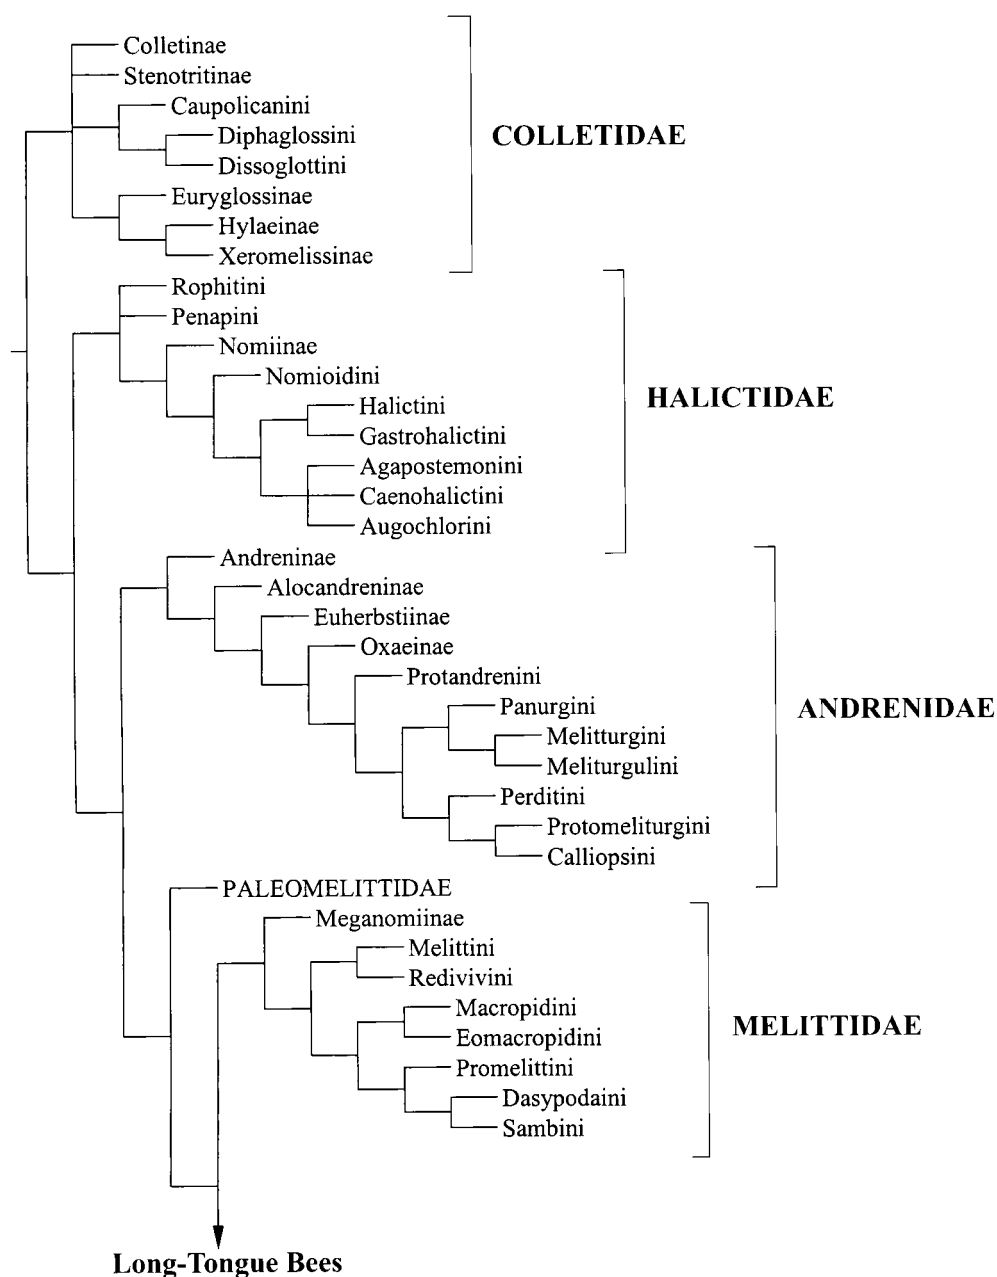 Colletinae
Stenotritinae
Caupolicanini
Diphaglossini
COLLETIDAE
Dissoglottini
Euryglossinae
Hylaeinae
Xeromelissinae
Rophitini
Penapini
Nomiinae
Nomioidini
HALICTIDAE
Halictini
Gastrohalictini
Agapostemonini
Caenohalictini
Augochlorini
Andreninae
Alocandreninae
Euherbstiinae
Oxaeinae
Protandrenini
Panurgini
ANDRENIDAE
Melitturgini
Meliturgulini
Perditini
Protomeliturgini
Calliopsini
PALEOMELITTIDAE
Meganomiinae
Melittini
Redivivini
Macropidini
MELITTIDAE
Eomacropidini
Promelittini
Dasypodaini
Sambini
Long-Tongue Bees